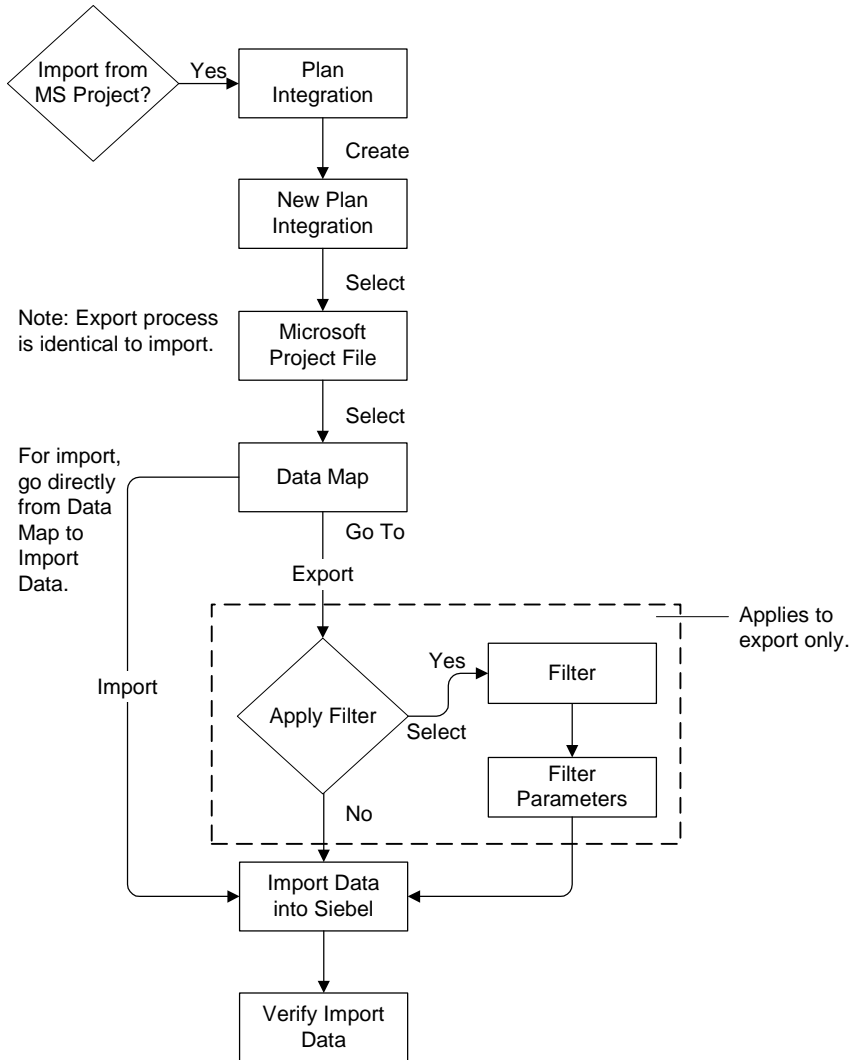 Import from
MS Project?
Yes
Plan
Integration
Create
New Plan
Integration
Select
Note: Export process
is identical to import.
Microsoft
Project File
Select
For import,
go directly
from Data
Map to
Import
Data.
Data Map
Go To
Export
Applies to
export only.
Import
Apply Filter
Yes
Select
Filter
Filter
Parameters
No
Import Data
into Siebel
Verify Import
Data